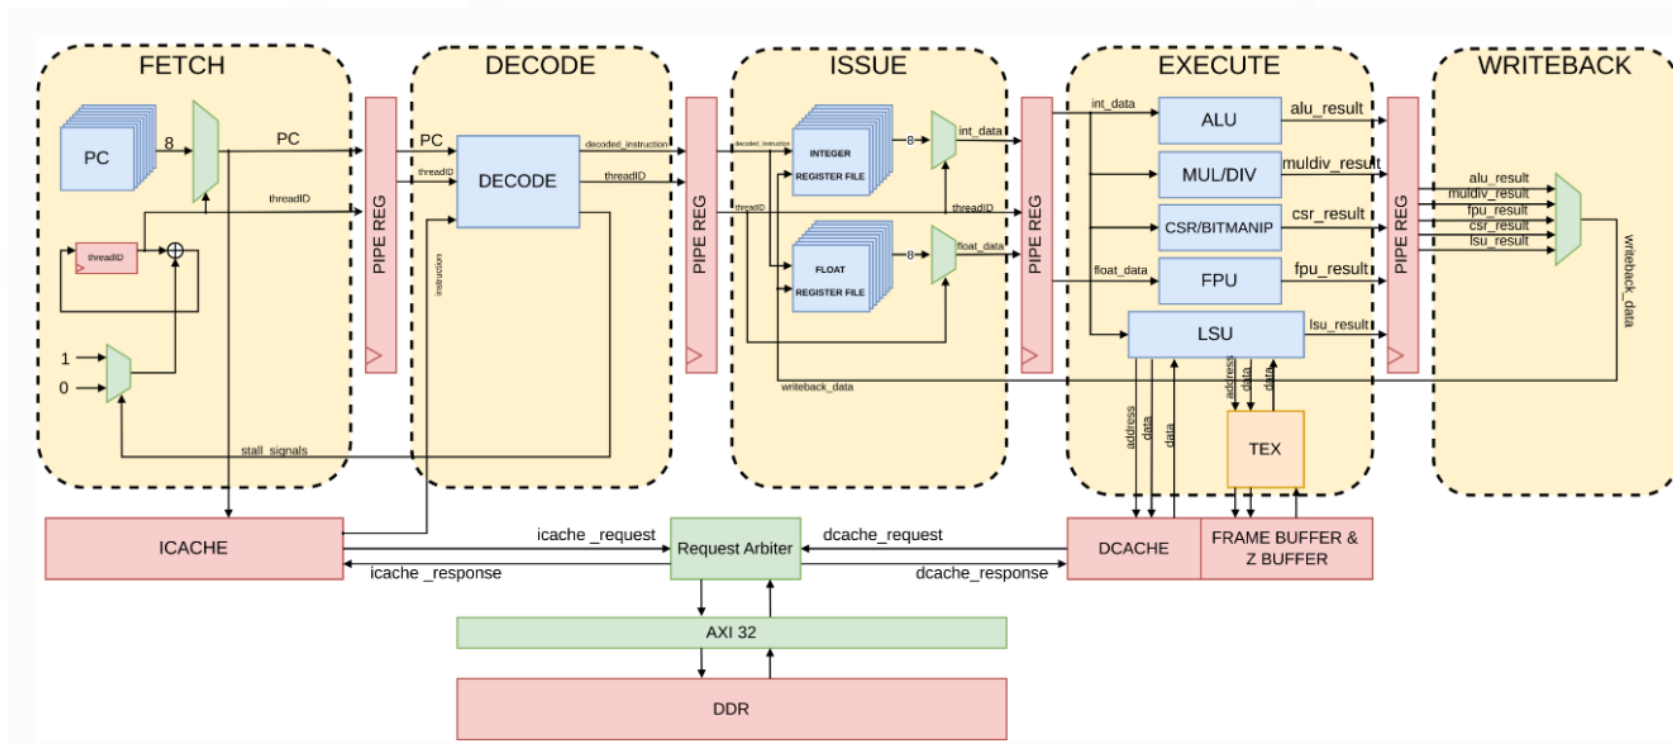 FETCH
DECODE
ISSUE
EXECUTE
WRITEBACK
PC
8
PC
threadID
threadID
1
0
stall_signals
PIPE REG
PC
threadID
instruction
DECODE
decoded_instruction
threadID
PIPE REG
decoded_instruction
threadID
INTEGER
REGISTER FILE
8
int_data
threadID
FLOAT
REGISTER FILE
8
float_data
writeback_data
PIPE REG
int_data
float_data
ALU
alu_result
MUL/DIV
muldiv_result
CSR/BITMANIP
csr_result
FPU
fpu_result
LSU
lsu_result
address
data
data
address
data
data
TEX
PIPE REG
alu_result
muldiv_result
fpu_result
csr_result
lsu_result
writeback_data
ICACHE
icache _request
icache _response
Request Arbiter
dcache_request
dcache_response
DCACHE
FRAME BUFFER &
Z BUFFER
AXI 32
DDR